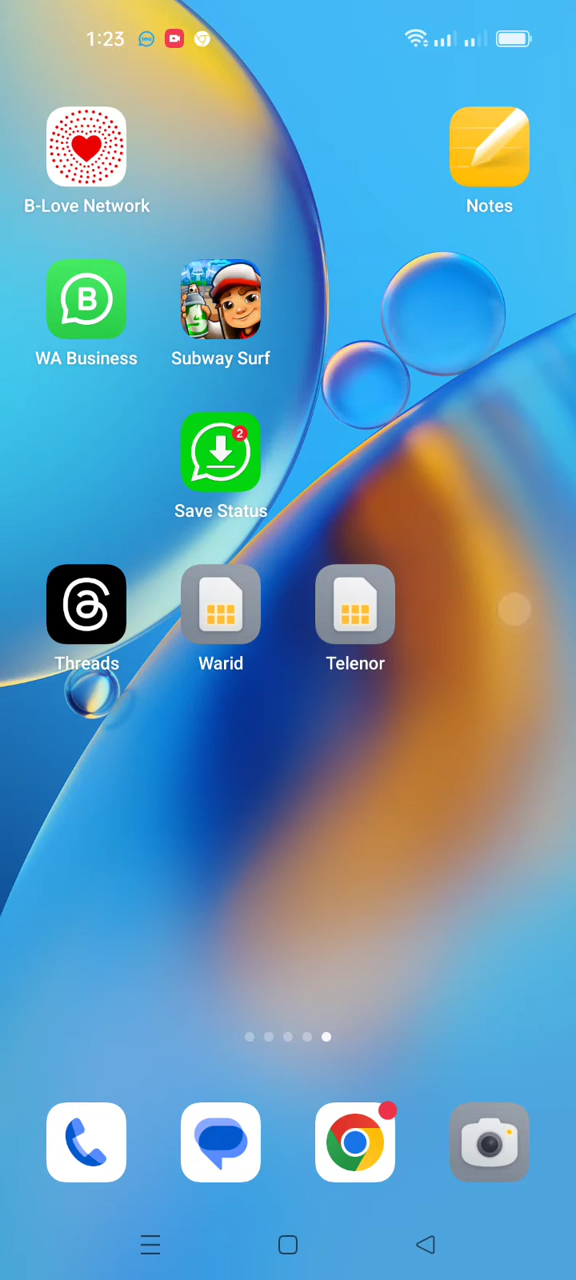 1:23
B-Love Network
Notes
B
WA Business
Subway Surf
2
Save Status
Threads
Warid
Telenor